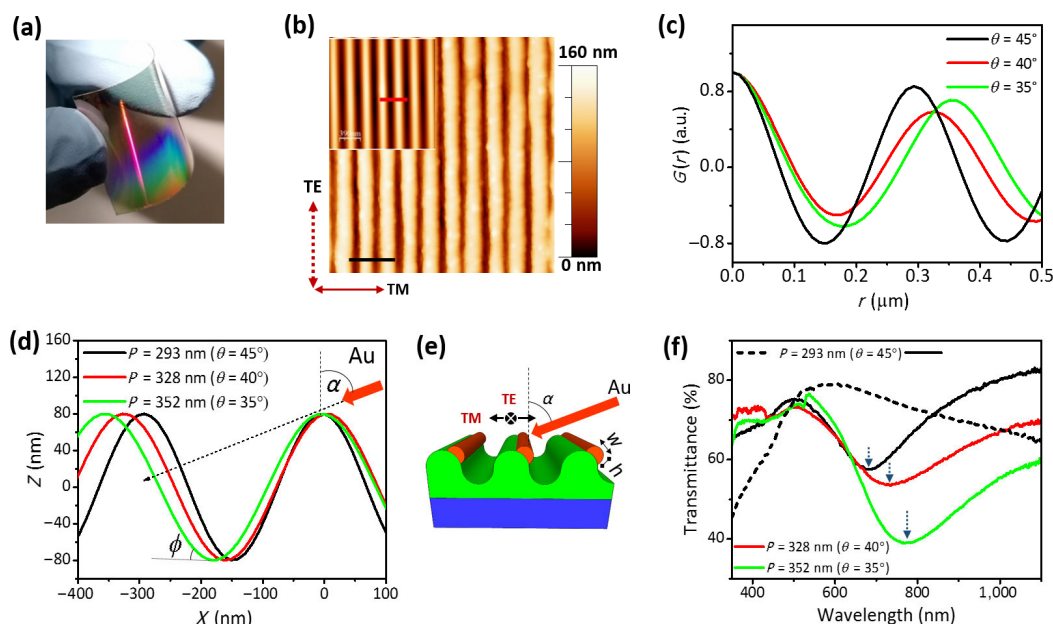 (a)
(b)
160 nm
0 nm
TE
TM
(c)
θ = 45°
θ = 40°
θ = 35°
G(r) (a.u.)
0.8
0.0
−0.8
0.0
0.1
0.2
0.3
0.4
0.5
r (μm)
(d)
P = 293 nm (θ = 45°)
P = 328 nm (θ = 40°)
P = 352 nm (θ = 35°)
Au
α
ϕ
Z (nm)
160
120
80
40
0
−40
−80
−400
−300
−200
−100
0
100
X (nm)
(e)
Au
α
TE
TM
w
h
(f)
P = 293 nm (θ = 45°)
P = 328 nm (θ = 40°)
P = 352 nm (θ = 35°)
Transmittance (%)
80
60
40
400
600
800
1,000
Wavelength (nm)